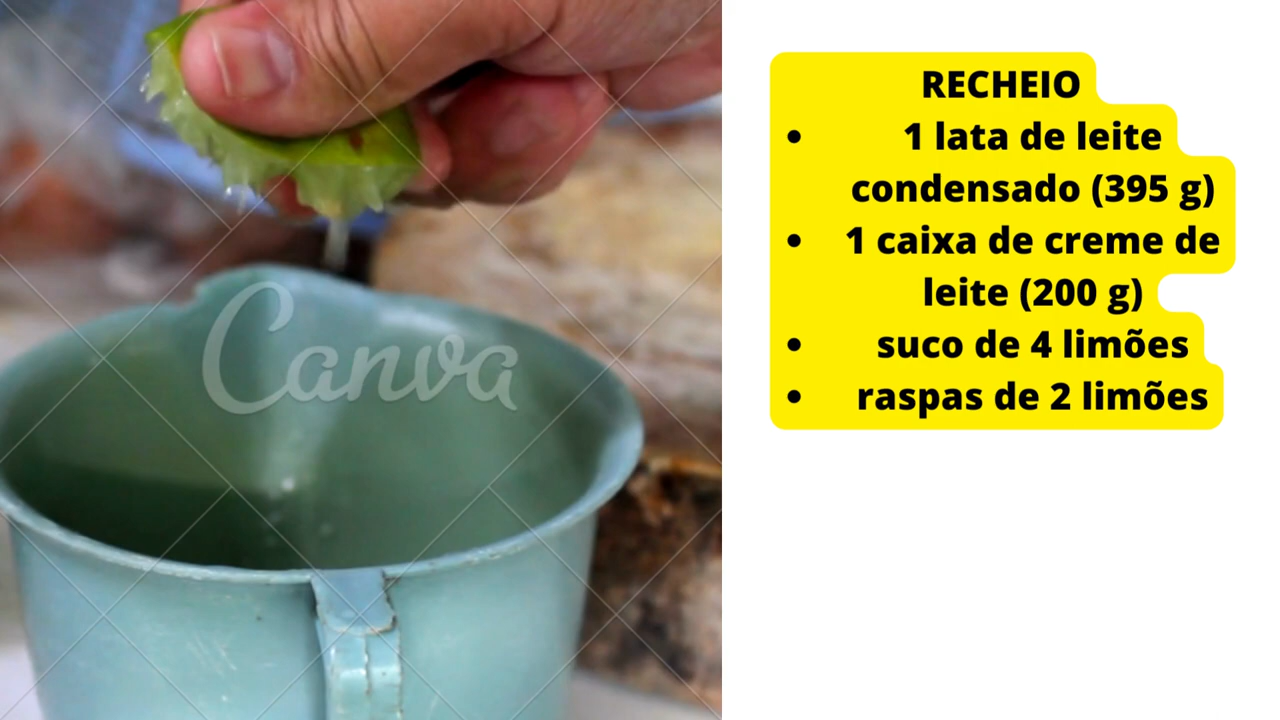 Canva
RECHEIO
• 1 lata de leite
condensado (395 g)
• 1 caixa de creme de
leite (200 g)
• suco de 4 limões
• raspas de 2 limões